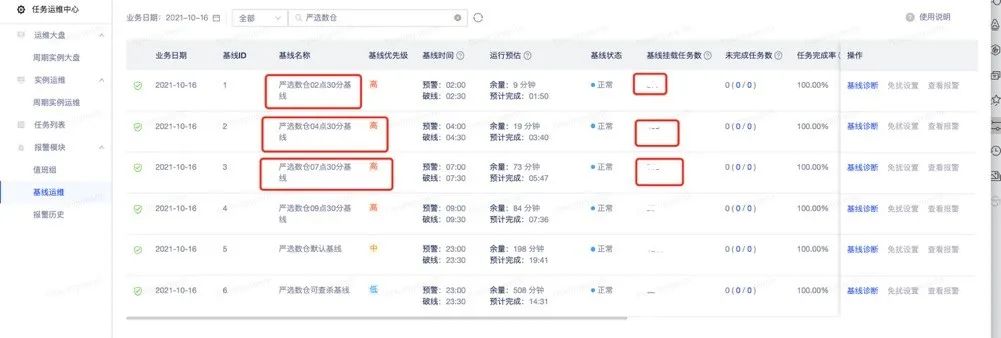 任务运维中心
运维大盘
周期实例大盘
实例运维
周期实例运维
任务列表
报警模块
值班组
基线运维
报警历史
业务日期： 2021-10-16 全部 严选数仓 使用说明
业务日期 基线ID 基线名称 基线优先级 基线时间 运行预估 基线状态 基线挂载任务数 未完成任务数 任务完成率 操作
2021-10-16 1 严选数仓02点30分基线 高 预警： 02:00 余量： 9 分钟 正常 0 ( 0 / 0 ) 100.00% 基线诊断 免扰设置 查看报警
破线： 02:30 预计完成： 01:50
2021-10-16 2 严选数仓04点30分基线 高 预警： 04:00 余量： 19 分钟 正常 0 ( 0 / 0 ) 100.00% 基线诊断 免扰设置 查看报警
破线： 04:30 预计完成： 03:40
2021-10-16 3 严选数仓07点30分基线 高 预警： 07:00 余量： 73 分钟 正常 0 ( 0 / 0 ) 100.00% 基线诊断 免扰设置 查看报警
破线： 07:30 预计完成： 05:47
2021-10-16 4 严选数仓09点30分基线 高 预警： 09:00 余量： 84 分钟 正常 0 ( 0 / 0 ) 100.00% 基线诊断 免扰设置 查看报警
破线： 09:30 预计完成： 07:36
2021-10-16 5 严选数仓默认基线 中 预警： 23:00 余量： 198 分钟 正常 0 ( 0 / 0 ) 100.00% 基线诊断 免扰设置 查看报警
破线： 23:30 预计完成： 19:41
2021-10-16 6 严选数仓可查条基线 低 预警： 23:00 余量： 508 分钟 正常 0 ( 0 / 0 ) 100.00% 基线诊断 免扰设置 查看报警
破线： 23:30 预计完成： 14:31